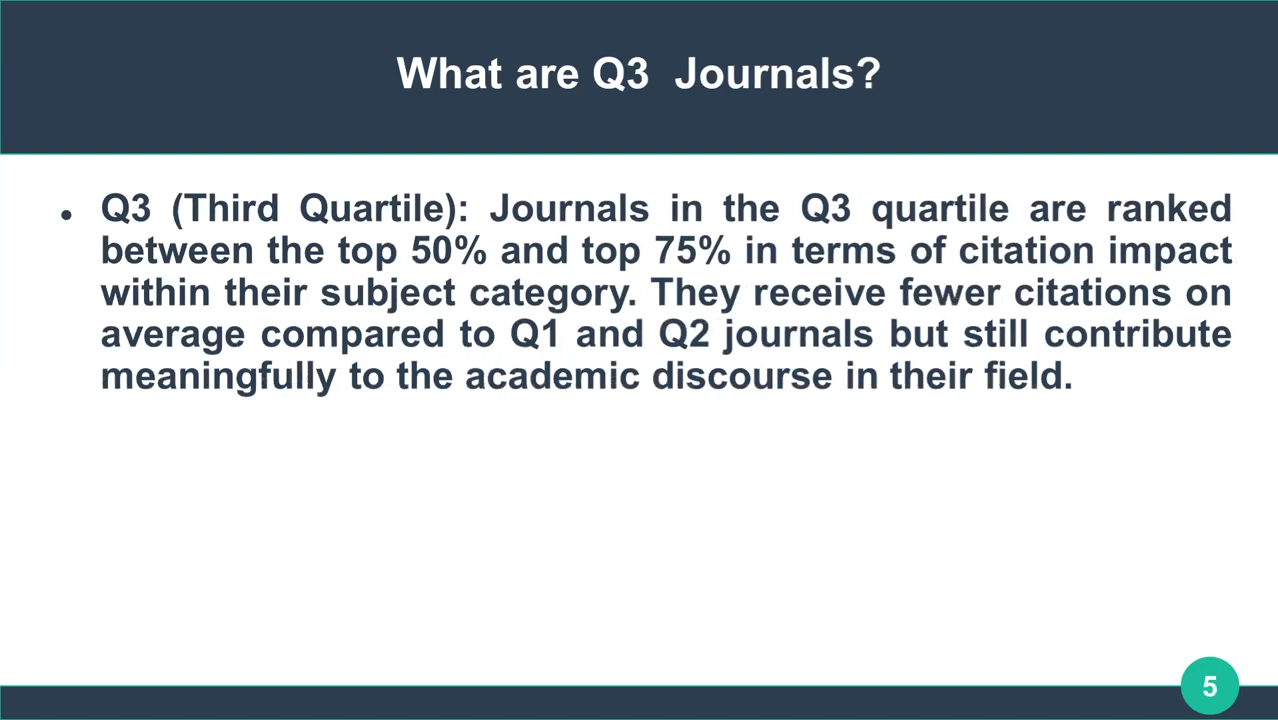 What are Q3  Journals?
• Q3 (Third Quartile): Journals in the Q3 quartile are ranked
between the top 50% and top 75% in terms of citation impact
within their subject category. They receive fewer citations on
average compared to Q1 and Q2 journals but still contribute
meaningfully to the academic discourse in their field.
5